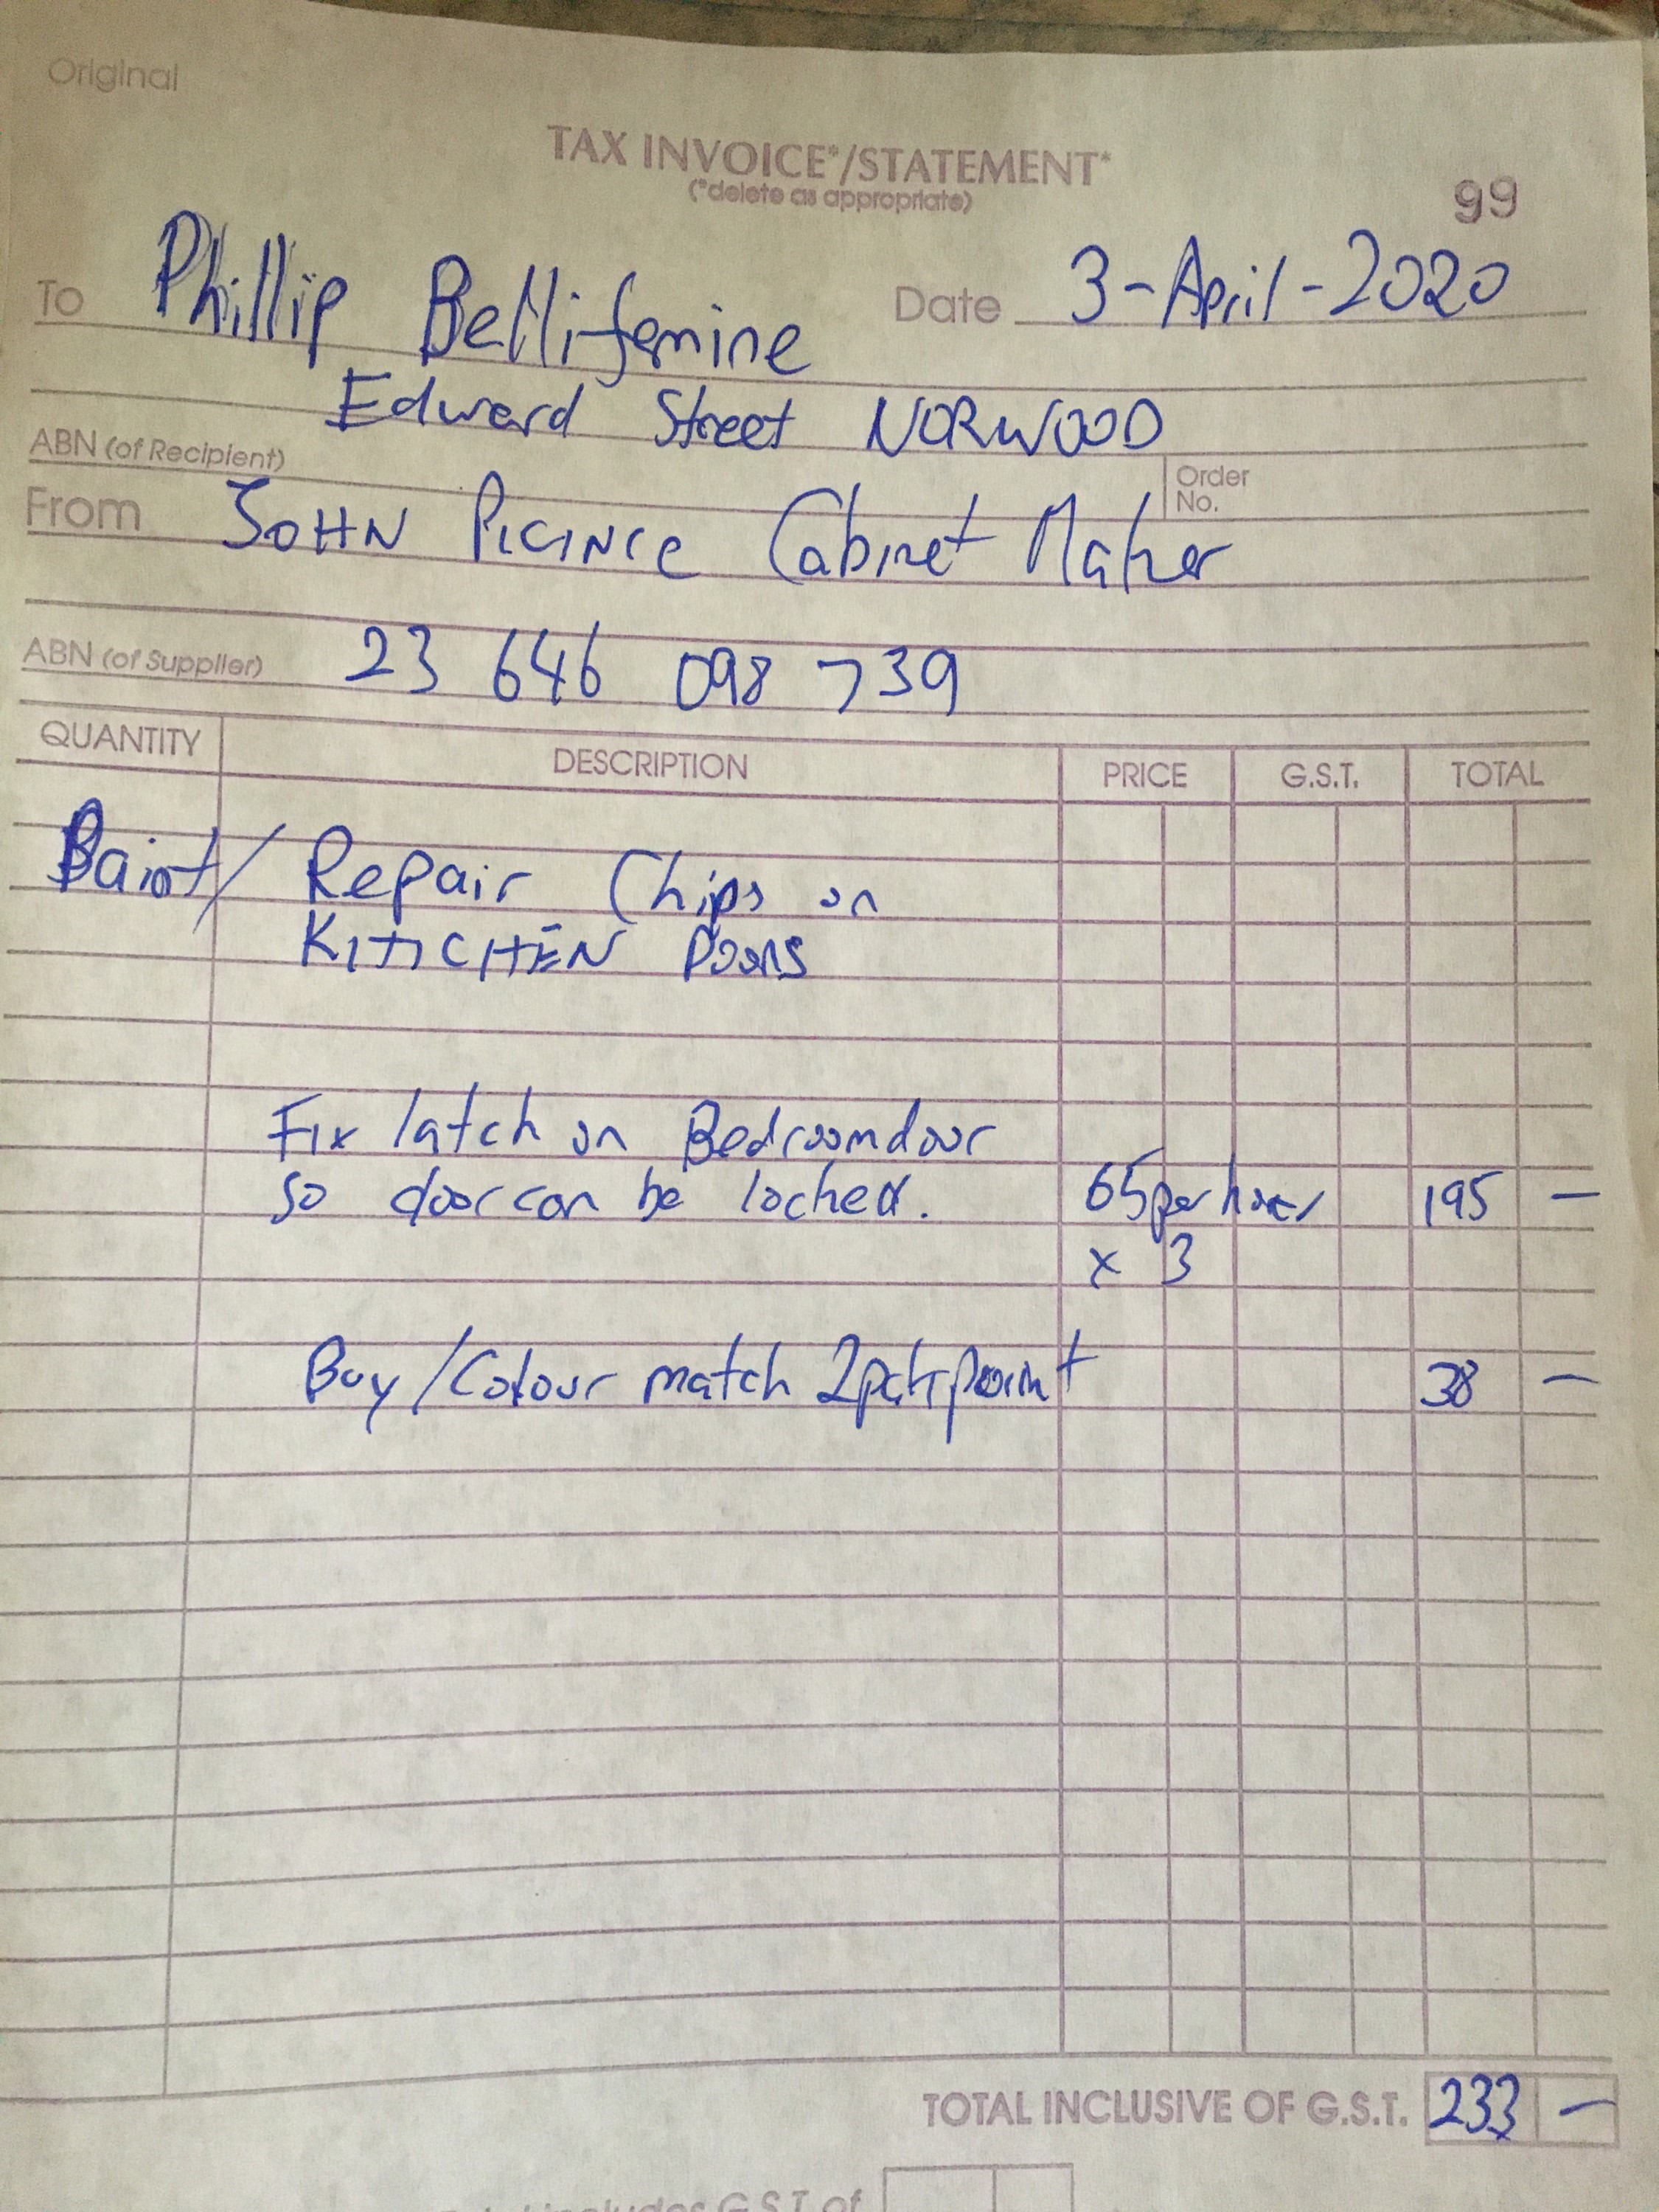 Original
TAX INVOICE*/STATEMENT*
(*delete as appropriate)
99
To Phillip Bellifemine
Date 3-April-2020
Edward Street NORWOOD
ABN (of Recipient)
Order No.
From JOHN PICINCE Cabinet Maker
ABN (of Supplier) 23 646 098 739
QUANTITY DESCRIPTION PRICE G.S.T. TOTAL
Paint/ Repair Chips on
KITCHEN Doors
Fix latch on Bedroomdoor
so door can be locked. 65 per hour 195 —
x 3
Buy/Colour match 2pck paint 38 —
TOTAL INCLUSIVE OF G.S.T. 233 —
includes G.S.T. of